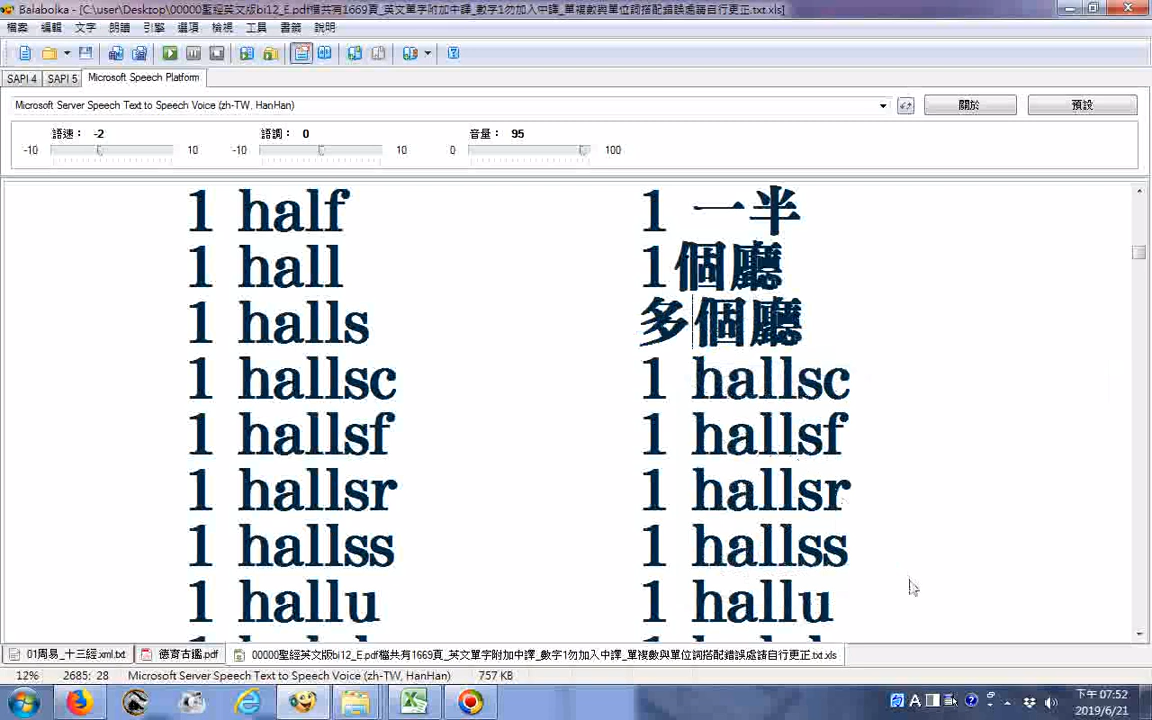 Balabolka - [C:\user\Desktop\00000聖經英文版bi12_E.pdf檔共有1669頁_英文單字附加中譯_數字1勿加入中譯_單複數與單位詞搭配錯誤處請自行更正.txt.xls]
檔案 編輯 文字 朗讀 引擎 選項 檢視 工具 書籤 說明
SAPI 4 SAPI 5 Microsoft Speech Platform
Microsoft Server Speech Text to Speech Voice (zh-TW, HanHan) 關於 預設
語速： -2 語調： 0 音量： 95
-10 10 -10 10 0 100
1 half 1 一半
1 hall 1個廳
1 halls 多個廳
1 hallsc 1 hallsc
1 hallsf 1 hallsf
1 hallsr 1 hallsr
1 hallss 1 hallss
1 hallu 1 hallu
01周易_十三經.xml.txt 德育古鑑.pdf 00000聖經英文版bi12_E.pdf檔共有1669頁_英文單字附加中譯_數字1勿加入中譯_單複數與單位詞搭配錯誤處請自行更正.txt.xls
12% 2685: 28 Microsoft Server Speech Text to Speech Voice (zh-TW, HanHan) 757 KB
下午 07:52
2019/6/21